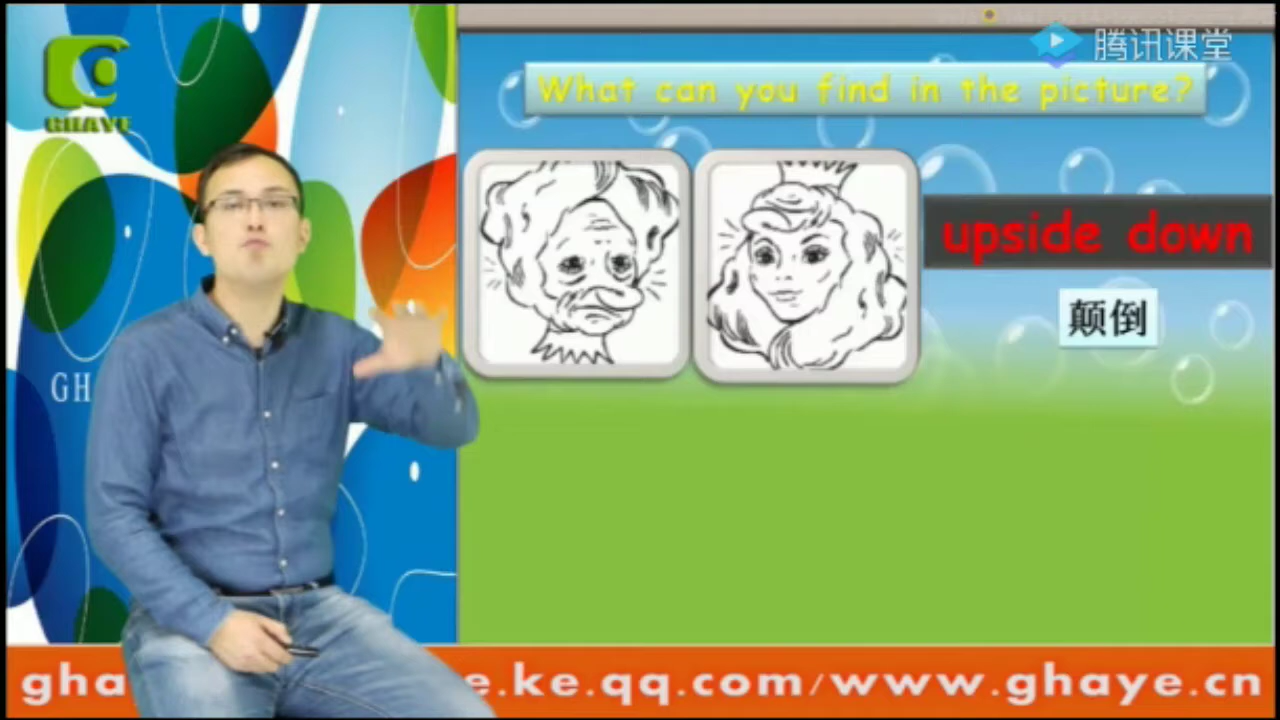 GHAYE
腾讯课堂
What can you find in the picture?
upside down
颠倒
GH
gha
e.ke.qq.com/www.ghaye.cn